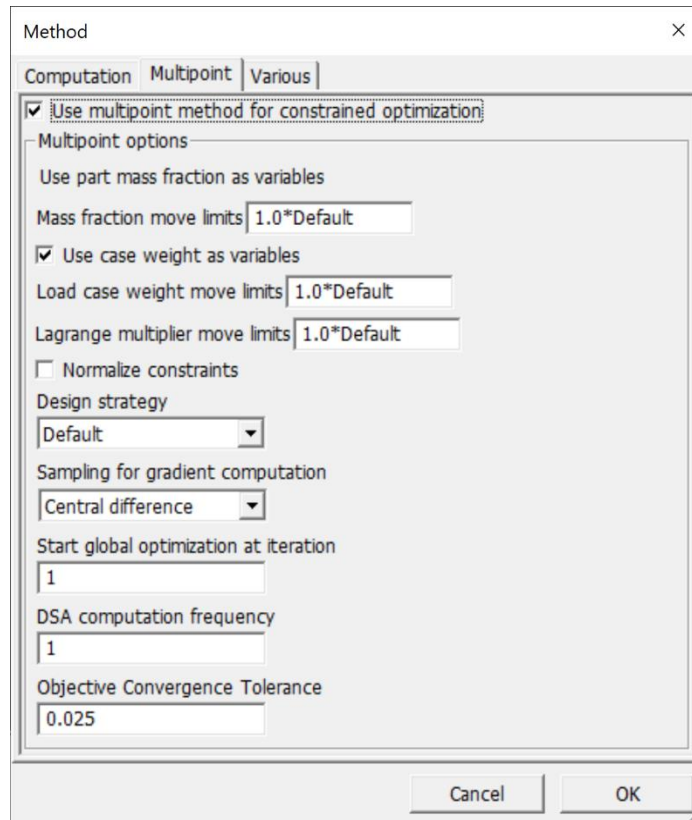 Method
Computation Multipoint Various
Use multipoint method for constrained optimization
Multipoint options
Use part mass fraction as variables
Mass fraction move limits 1.0*Default
Use case weight as variables
Load case weight move limits 1.0*Default
Lagrange multiplier move limits 1.0*Default
Normalize constraints
Design strategy
Default
Sampling for gradient computation
Central difference
Start global optimization at iteration
1
DSA computation frequency
1
Objective Convergence Tolerance
0.025
Cancel OK